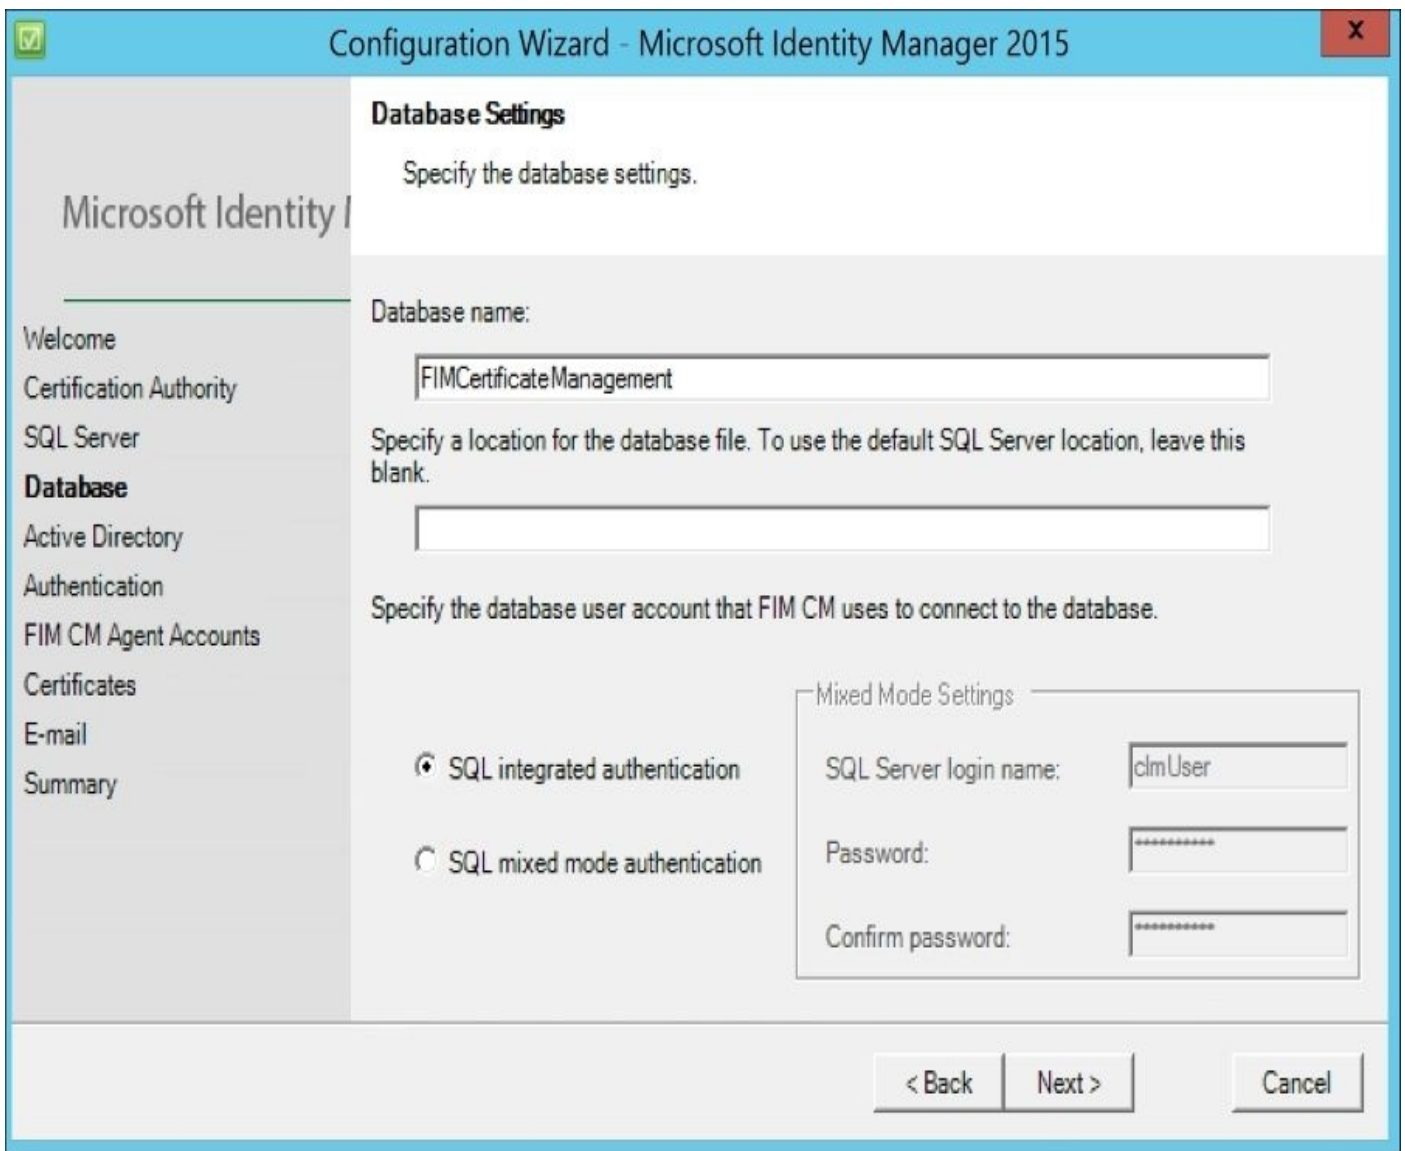 Configuration Wizard - Microsoft Identity Manager 2015
X
Database Settings
Specify the database settings.
Microsoft Identity
Welcome
Certification Authority
SQL Server
Database
Active Directory
Authentication
FIM CM Agent Accounts
Certificates
E-mail
Summary
Database name:
FIMCertificateManagement
Specify a location for the database file. To use the default SQL Server location, leave this
blank.
Specify the database user account that FIM CM uses to connect to the database.
SQL integrated authentication
SQL mixed mode authentication
Mixed Mode Settings
SQL Server login name:
clmUser
Password:
**********
Confirm password:
**********
< Back
Next >
Cancel